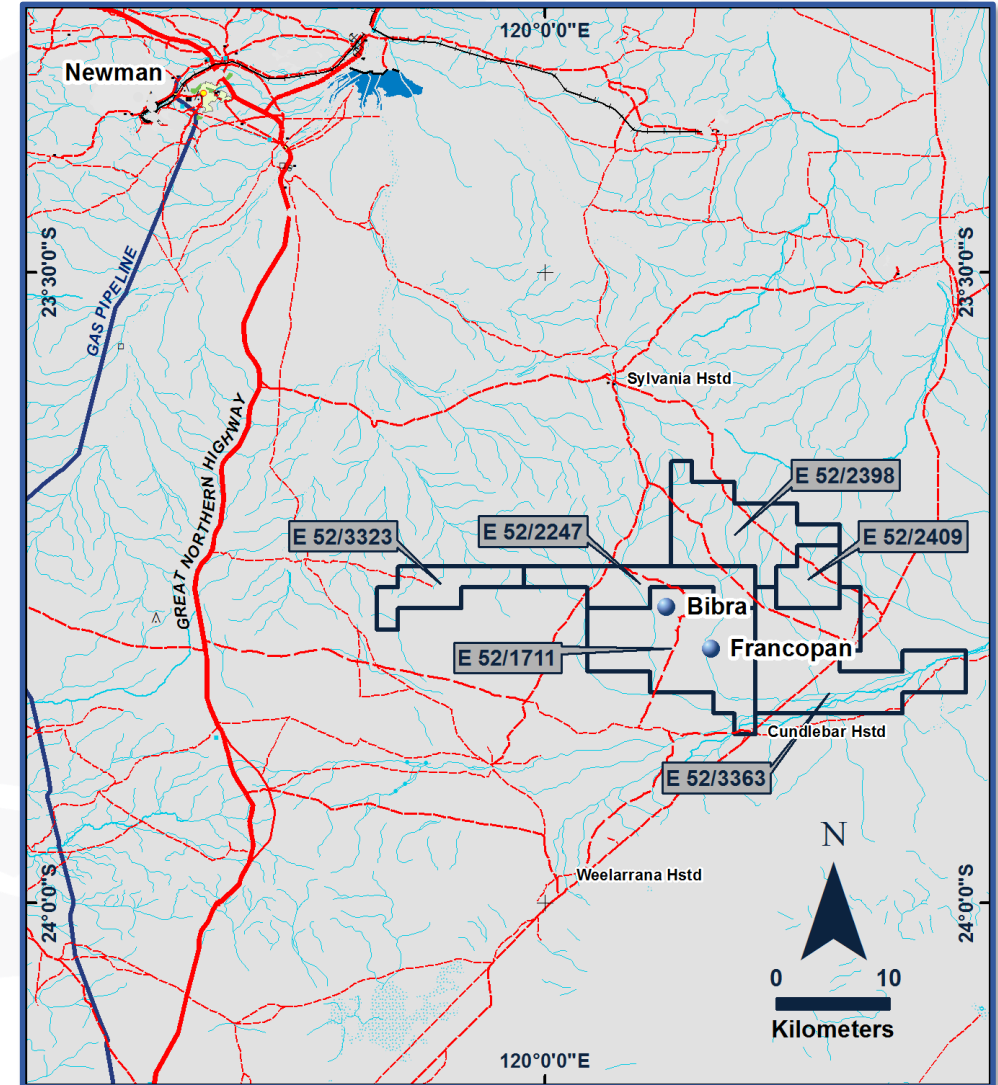 120°0'0"E
Newman
23°30'0"S
23°30'0"S
GAS PIPELINE
Sylvania Hstd
GREAT NORTHERN HIGHWAY
E 52/2398
E 52/3323
E 52/2247
E 52/2409
Bibra
Francopan
E 52/1711
Cundlebar Hstd
E 52/3363
N
Weelarrana Hstd
24°0'0"S
24°0'0"S
0 10
Kilometers
120°0'0"E